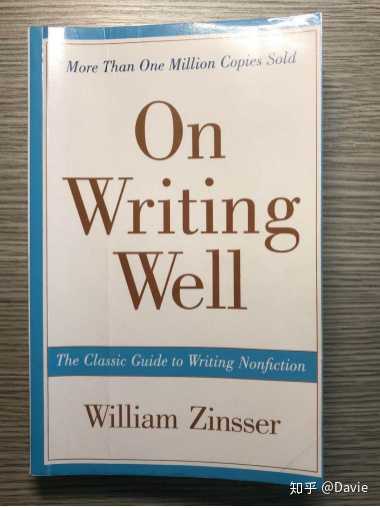 More Than One Million Copies Sold
On
Writing
Well
The Classic Guide to Writing Nonfiction
William Zinsser
知乎 @Davie